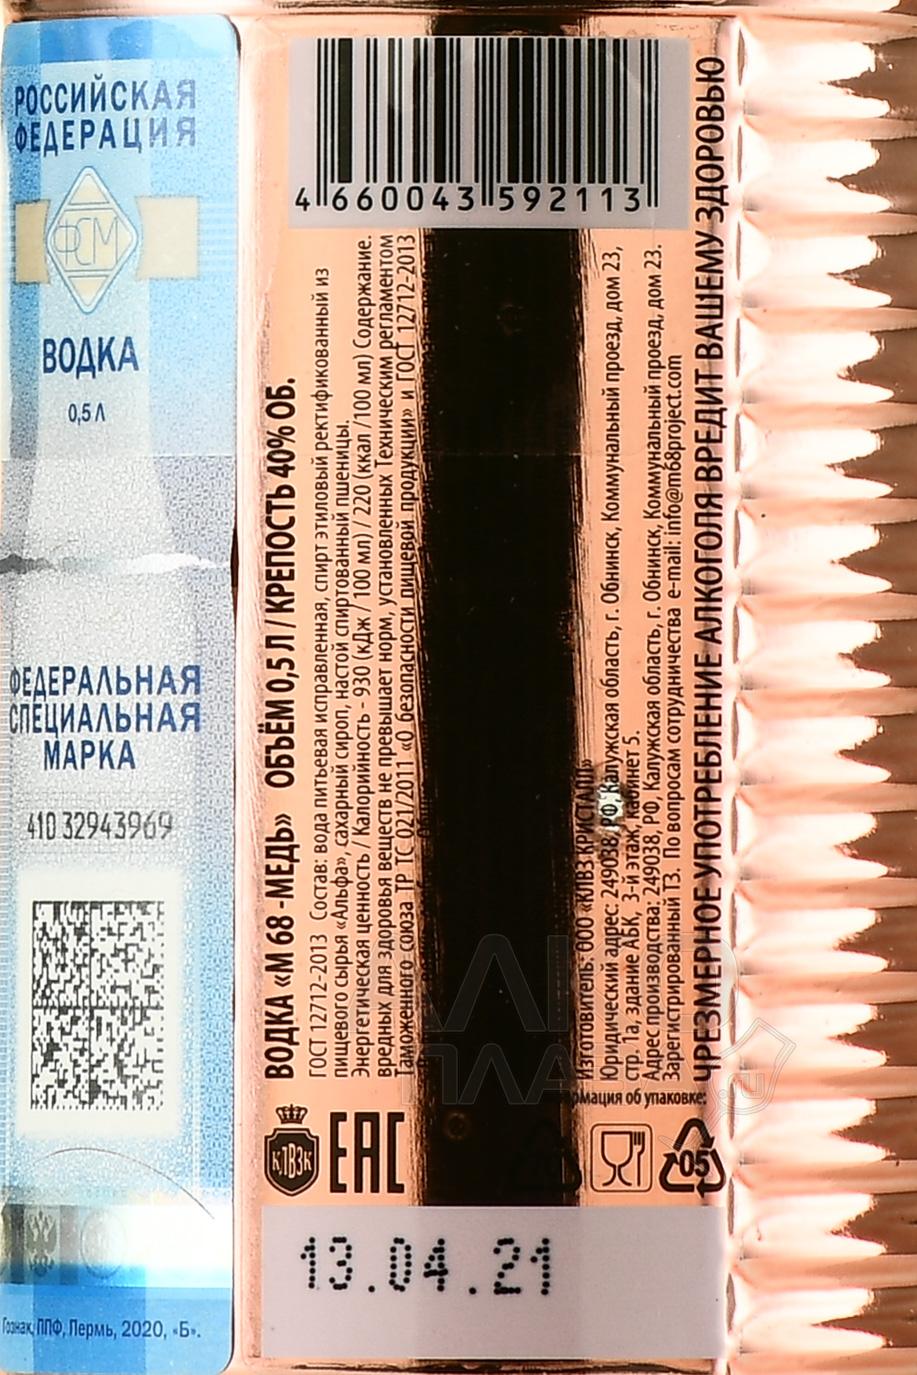 РОССИЙСКАЯ
ФЕДЕРАЦИЯ
ФСМ
ВОДКА
0,5 Л
ФЕДЕРАЛЬНАЯ
СПЕЦИАЛЬНАЯ
МАРКА
410 32943969
Гознак, ППФ, Пермь, 2020, «Б».
4 660043 592113
ВОДКА «М 68 -МЕДЬ» ОБЪЁМ 0,5 Л / КРЕПОСТЬ 40% ОБ.
ГОСТ 12712-2013 Состав: вода питьевая исправленная, спирт этиловый ректификованный из
пищевого сырья «Альфа», сахарный сироп, настой спиртованный пшеницы.
Энергетическая ценность / Калорийность - 930 (кДж / 100 мл) / 220 (ккал /100 мл) Содержание
вредных для здоровья веществ не превышает норм, установленных Техническим регламентом
Таможенного союза ТР ТС 021/2011 «О безопасности пищевой продукции» и ГОСТ 12712-2013
Изготовитель: ООО «КЛВЗ КРИСТАЛЛ»
Юридический адрес: 249038, РФ, Калужская область, г. Обнинск, Коммунальный проезд, дом 23,
стр. 1а, здание АБК, 3-й этаж, кабинет 5.
Адрес производства: 249038, РФ, Калужская область, г. Обнинск, Коммунальный проезд, дом 23.
Зарегистрированный ТЗ. По вопросам сотрудничества e-mail: info@m68project.com
ЧРЕЗМЕРНОЕ УПОТРЕБЛЕНИЕ АЛКОГОЛЯ ВРЕДИТ ВАШЕМУ ЗДОРОВЬЮ
об упаковке:
КЛВЗК
EAC
05
13.04.21